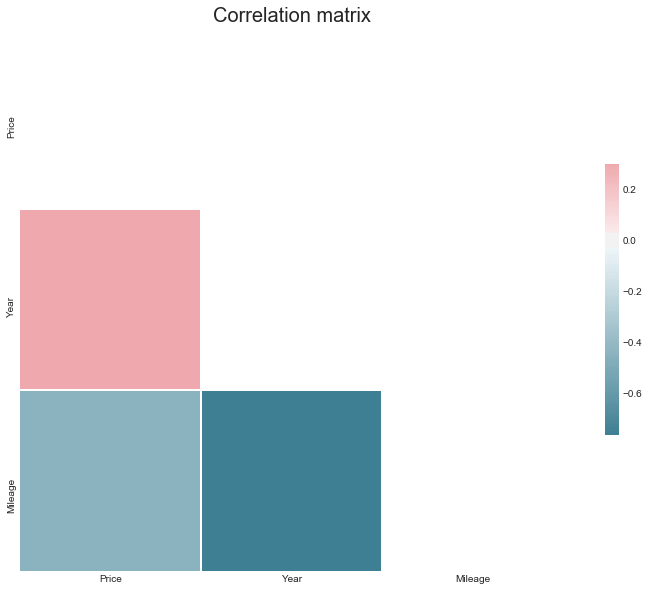 Correlation matrix
Price
Year
Mileage
Price
Year
Mileage
0.2
0.0
−0.2
−0.4
−0.6